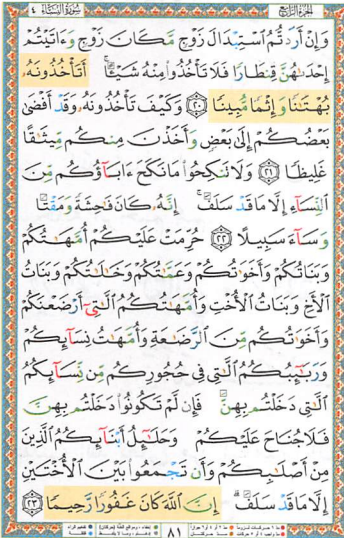 الجزء الرابع سورة النساء ٤
وَإِنْ أَرَدتُّمُ ٱسْتِبْدَالَ زَوْجٍ مَّكَانَ زَوْجٍ وَءَاتَيْتُمْ
إِحْدَىٰهُنَّ قِنطَارًا فَلَا تَأْخُذُوا۟ مِنْهُ شَيْـًٔا ۚ أَتَأْخُذُونَهُۥ
بُهْتَٰنًا وَإِثْمًا مُّبِينًا ٢٠ وَكَيْفَ تَأْخُذُونَهُۥ وَقَدْ أَفْضَىٰ
بَعْضُكُمْ إِلَىٰ بَعْضٍ وَأَخَذْنَ مِنكُم مِّيثَٰقًا
غَلِيظًا ٢١ وَلَا تَنكِحُوا۟ مَا نَكَحَ ءَابَآؤُكُم مِّنَ
ٱلنِّسَآءِ إِلَّا مَا قَدْ سَلَفَ ۚ إِنَّهُۥ كَانَ فَٰحِشَةً وَمَقْتًا
وَسَآءَ سَبِيلًا ٢٢ حُرِّمَتْ عَلَيْكُمْ أُمَّهَٰتُكُمْ
وَبَنَاتُكُمْ وَأَخَوَٰتُكُمْ وَعَمَّٰتُكُمْ وَخَٰلَٰتُكُمْ وَبَنَاتُ
ٱلْأَخِ وَبَنَاتُ ٱلْأُخْتِ وَأُمَّهَٰتُكُمُ ٱلَّٰتِىٓ أَرْضَعْنَكُمْ
وَأَخَوَٰتُكُم مِّنَ ٱلرَّضَٰعَةِ وَأُمَّهَٰتُ نِسَآئِكُمْ
وَرَبَٰٓئِبُكُمُ ٱلَّٰتِى فِى حُجُورِكُم مِّن نِّسَآئِكُمُ
ٱلَّٰتِى دَخَلْتُم بِهِنَّ فَإِن لَّمْ تَكُونُوا۟ دَخَلْتُم بِهِنَّ
فَلَا جُنَاحَ عَلَيْكُمْ وَحَلَٰٓئِلُ أَبْنَآئِكُمُ ٱلَّذِينَ
مِنْ أَصْلَٰبِكُمْ وَأَن تَجْمَعُوا۟ بَيْنَ ٱلْأُخْتَيْنِ
إِلَّا مَا قَدْ سَلَفَ ۗ إِنَّ ٱللَّهَ كَانَ غَفُورًا رَّحِيمًا ٢٣
٨١